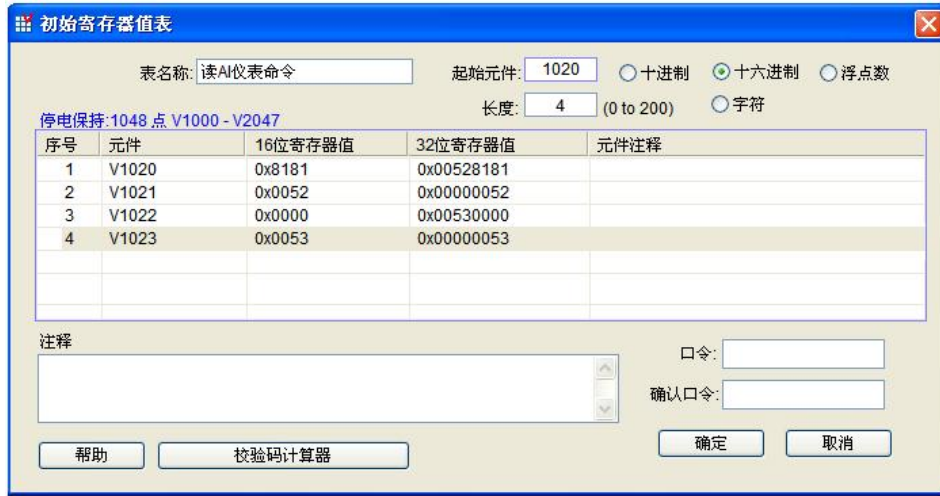 初始寄存器值表
表名称: 读AI仪表命令 起始元件: 1020 十进制 十六进制 浮点数
长度: 4 (0 to 200) 字符
停电保持:1048 点 V1000 - V2047
序号 元件 16位寄存器值 32位寄存器值 元件注释
1 V1020 0x8181 0x00528181
2 V1021 0x0052 0x00000052
3 V1022 0x0000 0x00530000
4 V1023 0x0053 0x00000053
注释
口令:
确认口令:
帮助 校验码计算器 确定 取消